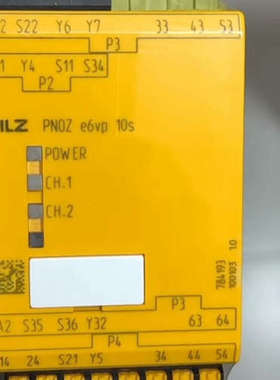 2 S22 Y6 Y7 33 43 53
P3
1 Y4 S11 S34
P2
ILZ PNOZ e6vp 10s
POWER
CH.1
CH.2
784193
100103 1.0
P3
A2 S35 S36 Y32 63 64
P4
14 24 S21 Y5 34 44 54